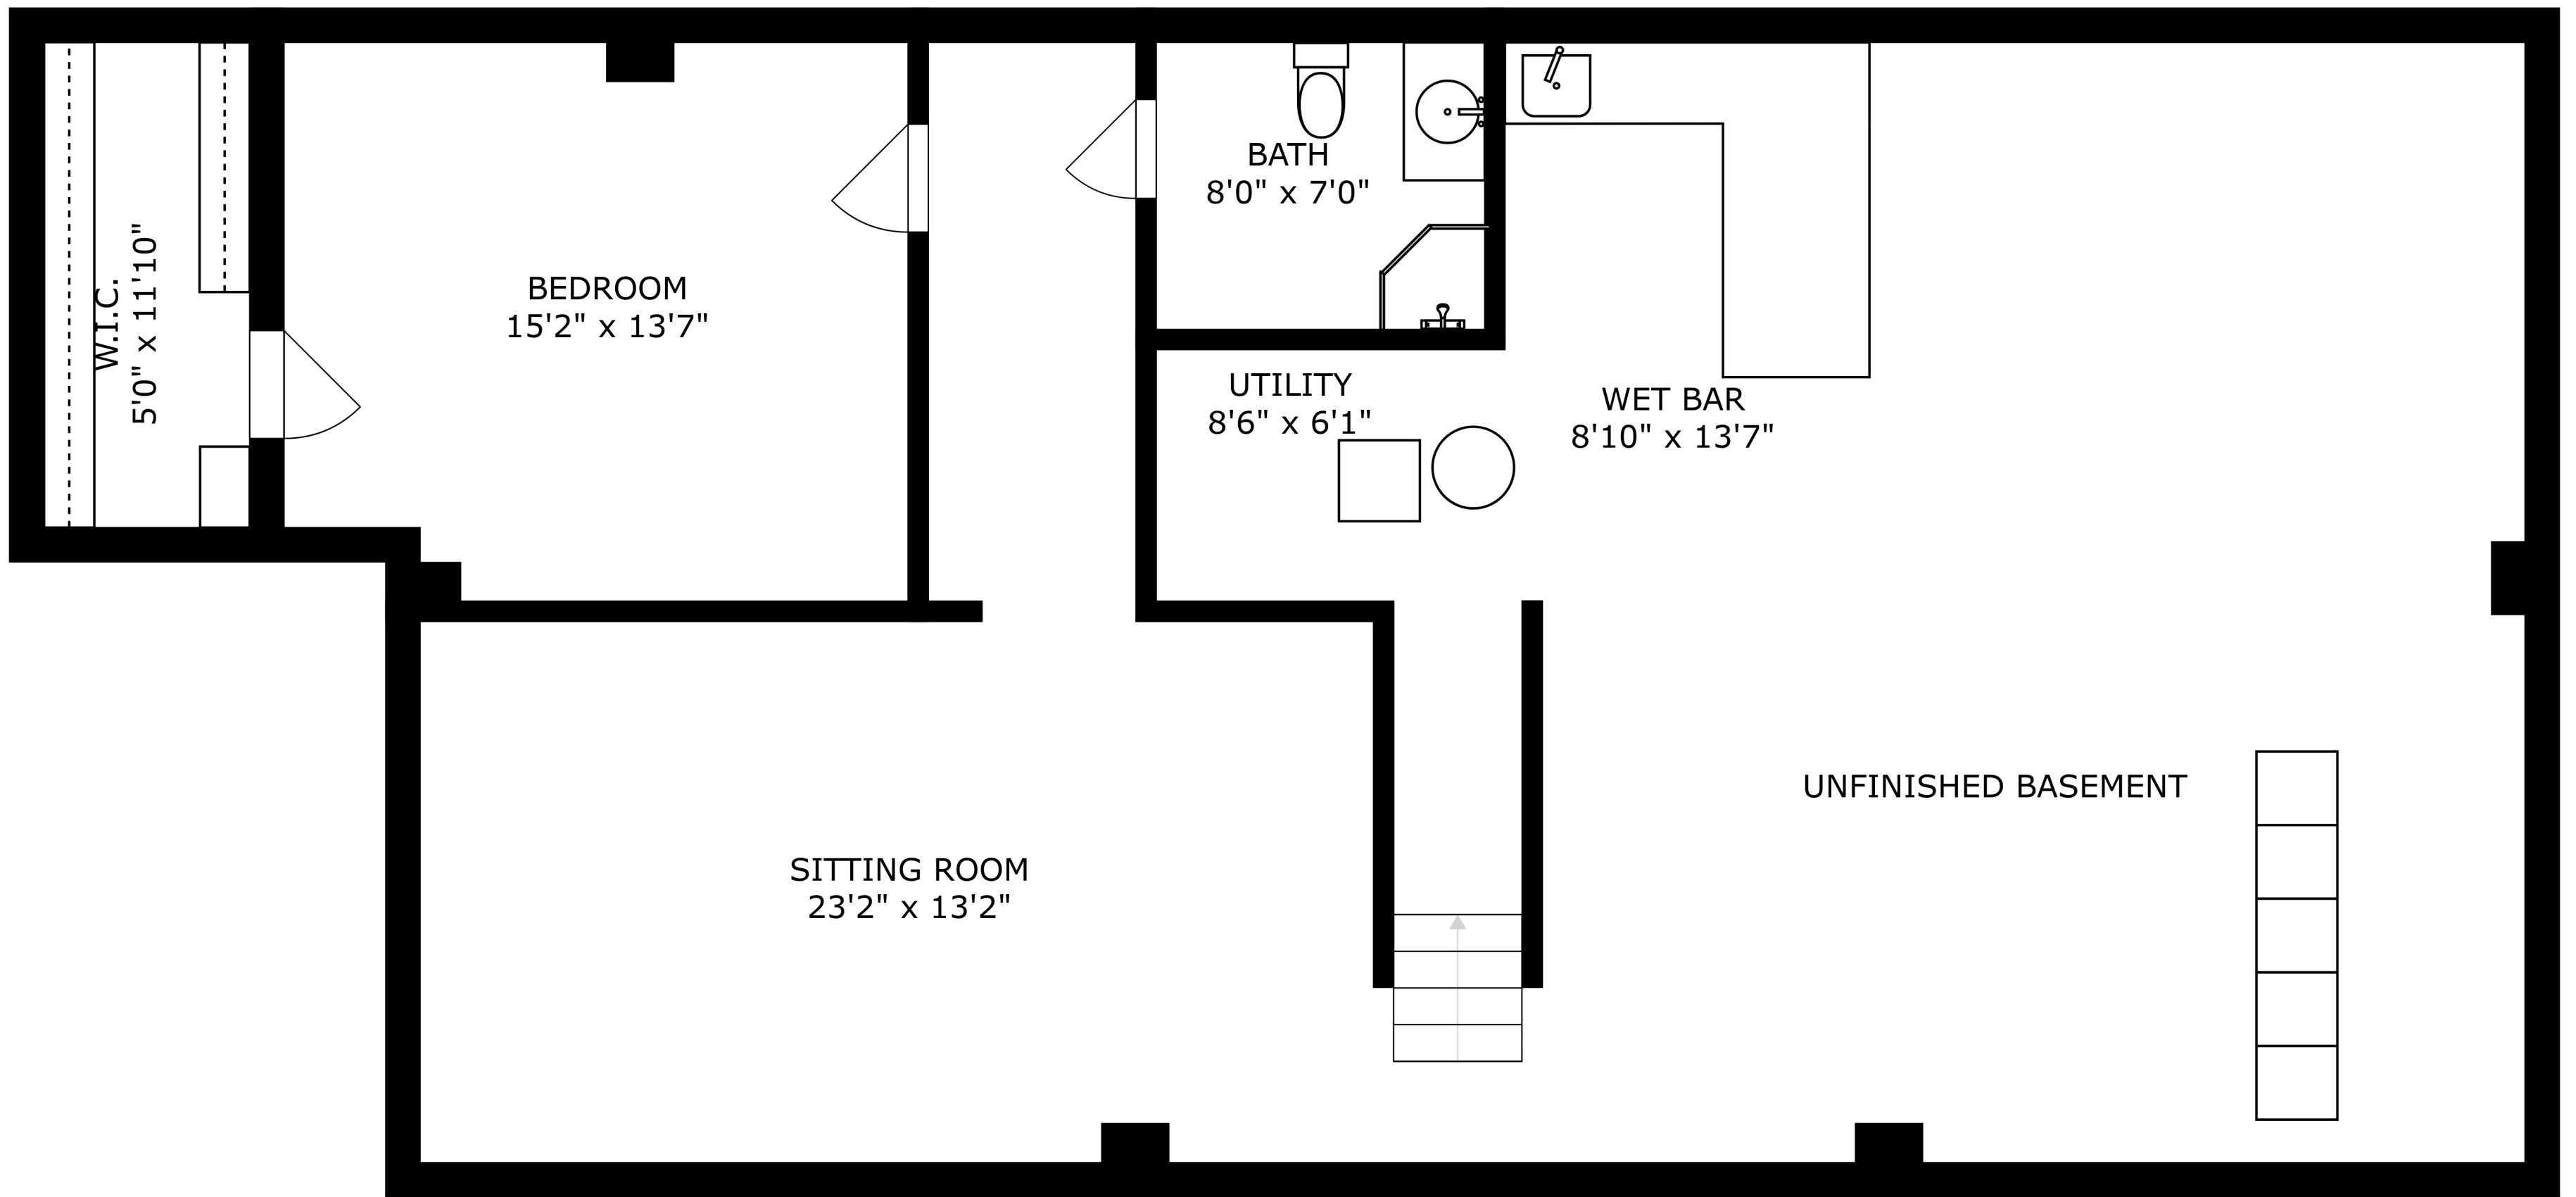 W.I.C.
5'0" x 11'10"
BEDROOM
15'2" x 13'7"
BATH
8'0" x 7'0"
UTILITY
8'6" x 6'1"
WET BAR
8'10" x 13'7"
SITTING ROOM
23'2" x 13'2"
UNFINISHED BASEMENT